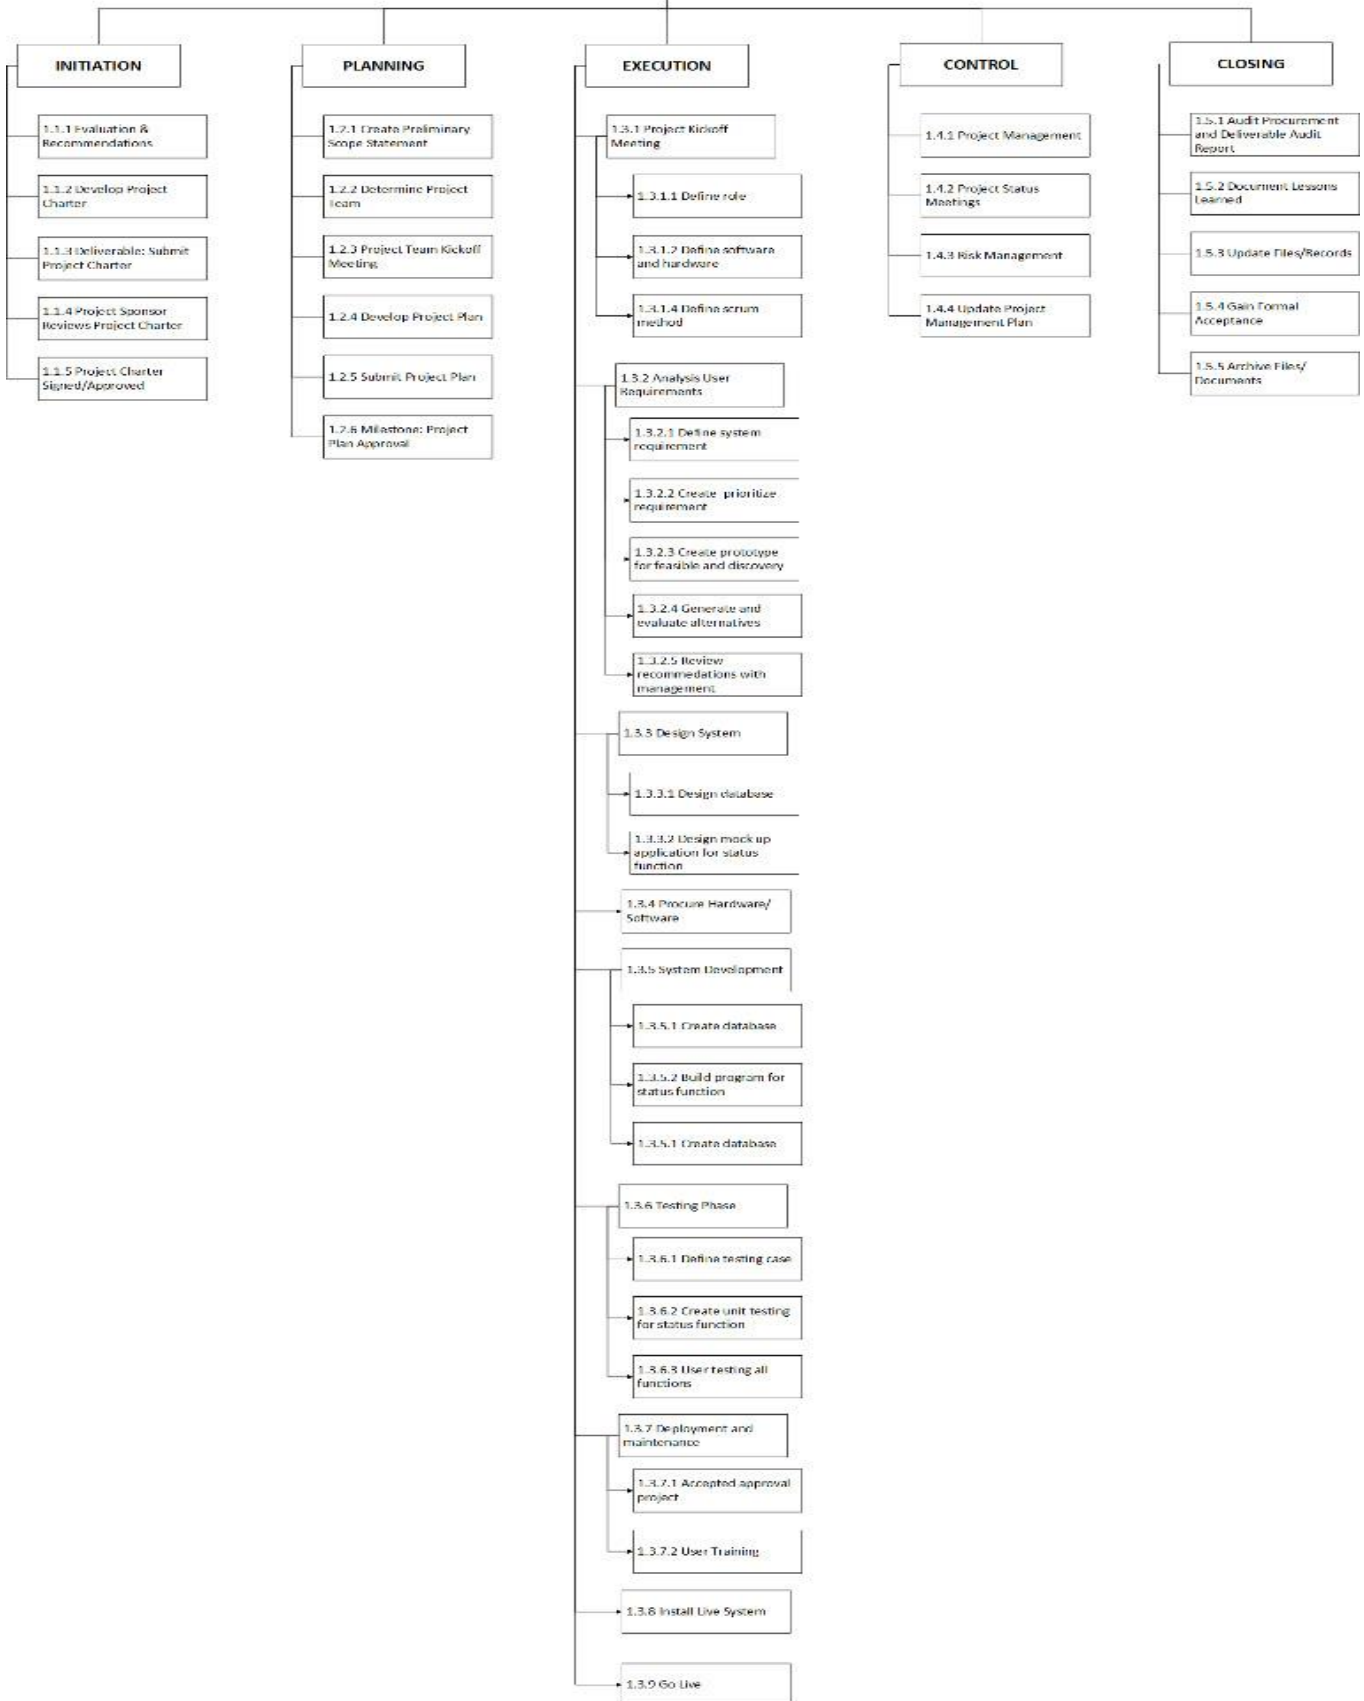 INITIATION
1.1.1 Evaluation &
Recommendations
1.1.2 Develop Project
Charter
1.1.3 Deliverable: Submit
Project Charter
1.1.4 Project Sponsor
Reviews Project Charter
1.1.5 Project Charter
Signed/Approved
PLANNING
1.2.1 Create Preliminary
Scope Statement
1.2.2 Determine Project
Team
1.2.3 Project Team Kickoff
Meeting
1.2.4 Develop Project Plan
1.2.5 Submit Project Plan
1.2.6 Milestone: Project
Plan Approval
EXECUTION
1.3.1 Project Kickoff
Meeting
1.3.1.1 Define role
1.3.1.2 Define software
and hardware
1.3.1.4 Define scrum
method
1.3.2 Analysis User
Requirements
1.3.2.1 Define system
requirement
1.3.2.2 Create prioritize
requirement
1.3.2.3 Create prototype
for feasible and discovery
1.3.2.4 Generate and
evaluate alternatives
1.3.2.5 Review
recommedations with
management
1.3.3 Design System
1.3.3.1 Design database
1.3.3.2 Design mock up
application for status
function
1.3.4 Procure Hardware/
Software
1.3.5 System Development
1.3.5.1 Create database
1.3.5.2 Build program for
status function
1.3.5.1 Create database
1.3.6 Testing Phase
1.3.6.1 Define testing case
1.3.6.2 Create unit testing
for status function
1.3.6.3 User testing all
functions
1.3.7 Deployment and
maintenance
1.3.7.1 Accepted approval
project
1.3.7.2 User Training
1.3.8 Install Live System
1.3.9 Go Live
CONTROL
1.4.1 Project Management
1.4.2 Project Status
Meetings
1.4.3 Risk Management
1.4.4 Update Project
Management Plan
CLOSING
1.5.1 Audit Procurement
and Deliverable Audit
Report
1.5.2 Document Lessons
Learned
1.5.3 Update Files/Records
1.5.4 Gain Formal
Acceptance
1.5.5 Archive Files/
Documents